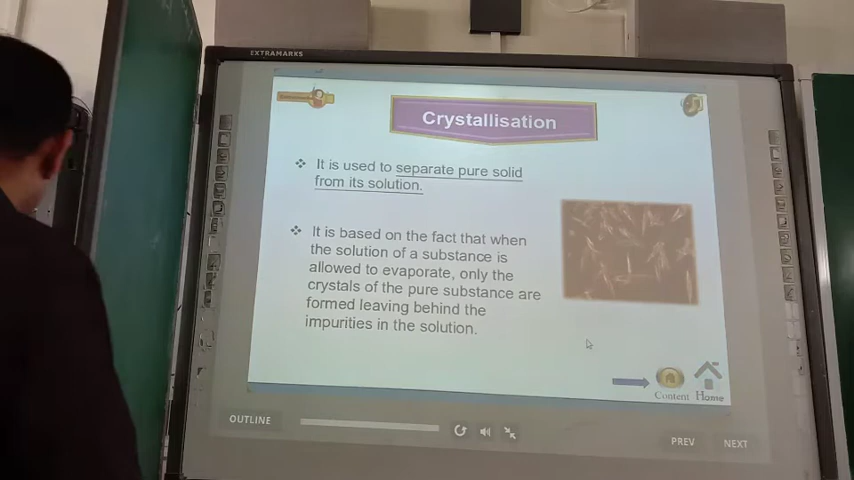 EXTRAMARKS
Crystallisation
It is used to separate pure solid
from its solution.
It is based on the fact that when
the solution of a substance is
allowed to evaporate, only the
crystals of the pure substance are
formed leaving behind the
impurities in the solution.
Content Home
OUTLINE
PREV NEXT